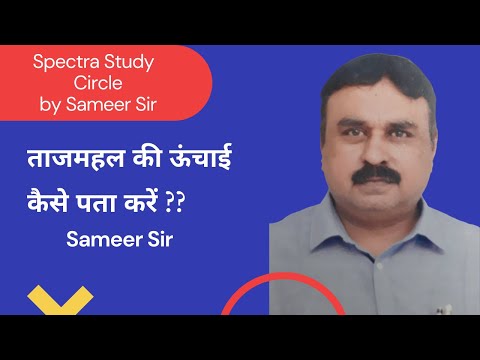 Spectra Study
Circle
by Sameer Sir
ताजमहल की ऊंचाई
कैसे पता करें ??
Sameer Sir